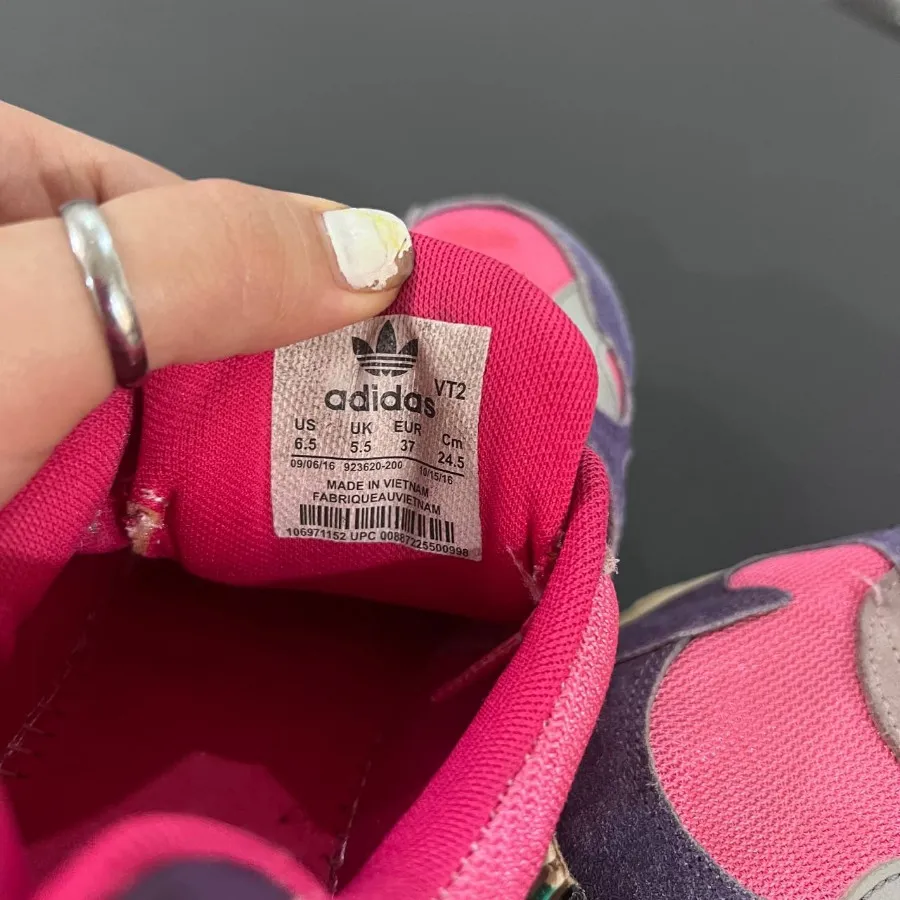 adidas VT2
US UK EUR Cm
6.5 5.5 37 24.5
09/06/16 923620-200 10/15/16
MADE IN VIETNAM
FABRIQUEAUVIETNAM
106971152 UPC 00887225500998